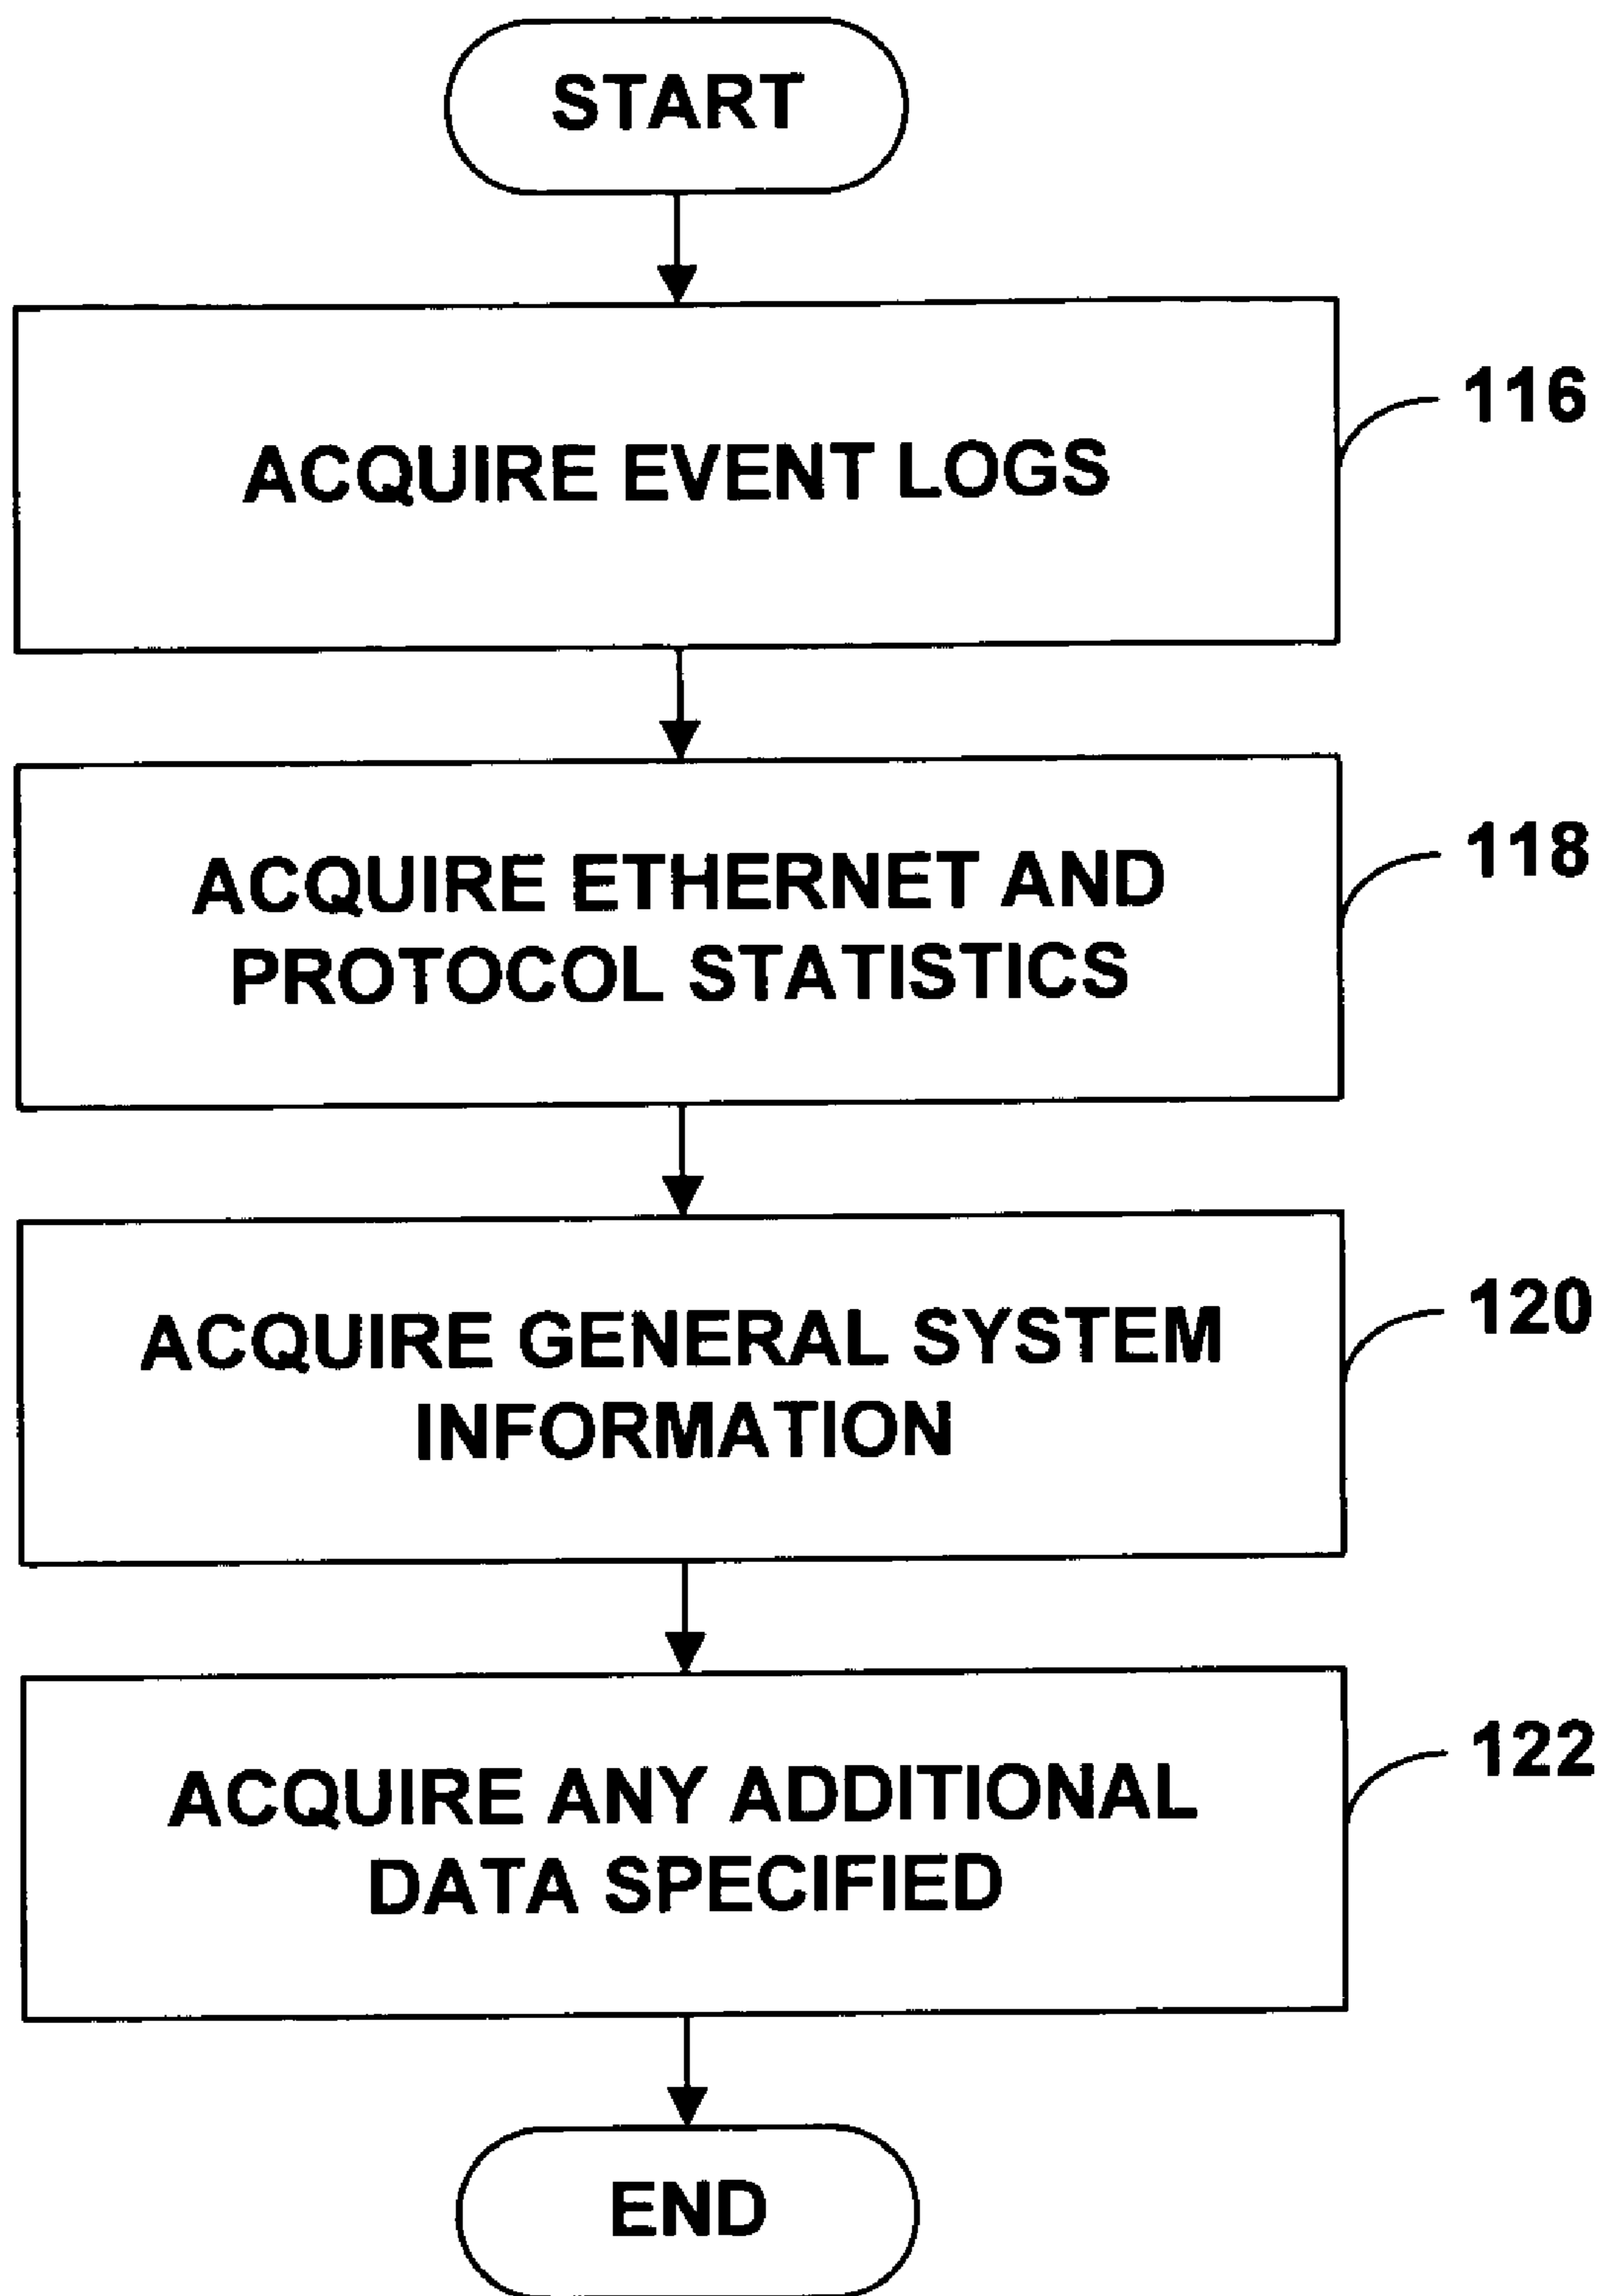 START
ACQUIRE EVENT LOGS
116
ACQUIRE ETHERNET AND
PROTOCOL STATISTICS
118
ACQUIRE GENERAL SYSTEM
INFORMATION
120
ACQUIRE ANY ADDITIONAL
DATA SPECIFIED
122
END